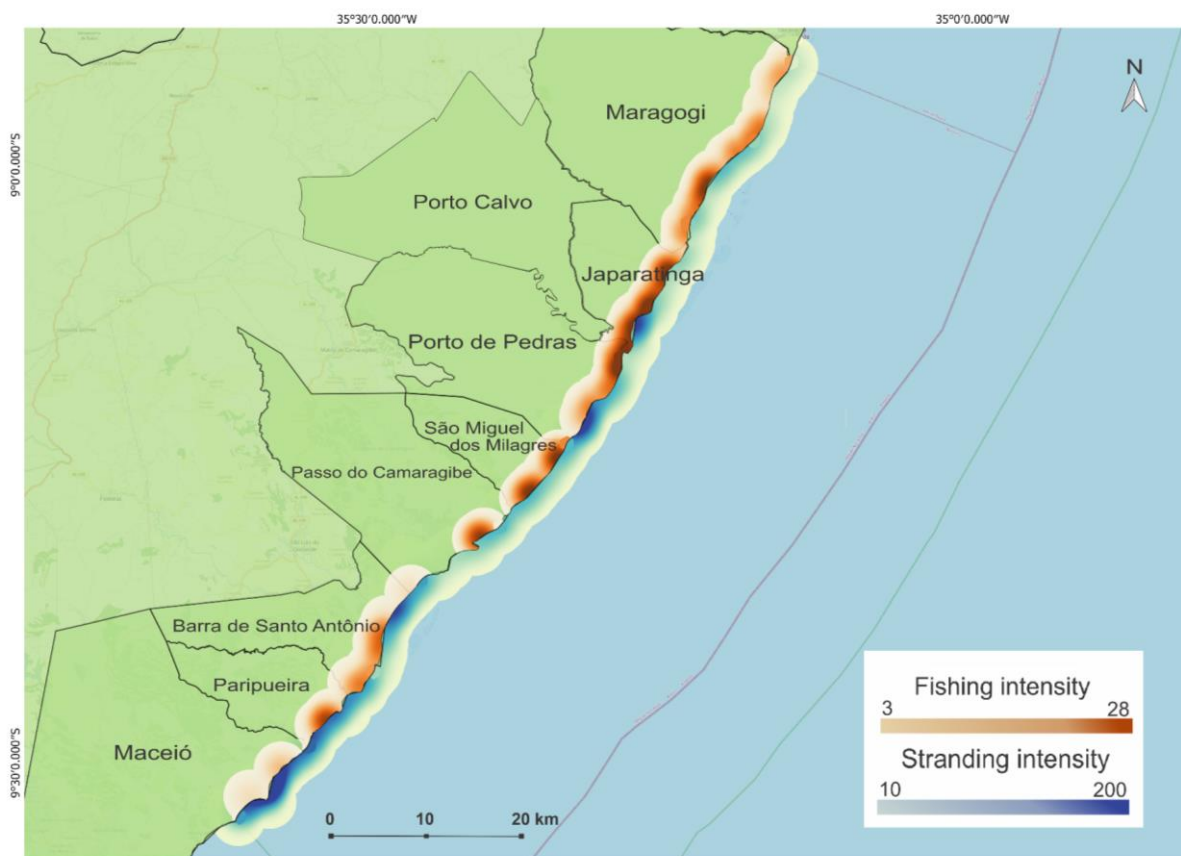 35°30'0.000"W
35°0'0.000"W
N
Maragogi
9°0'0.000"S
Porto Calvo
Japaratinga
Porto de Pedras
São Miguel
dos Milagres
Passo do Camaragibe
Barra de Santo Antônio
Paripueira
Maceió
9°30'0.000"S
0 10 20 km
Fishing intensity
3 28
Stranding intensity
10 200